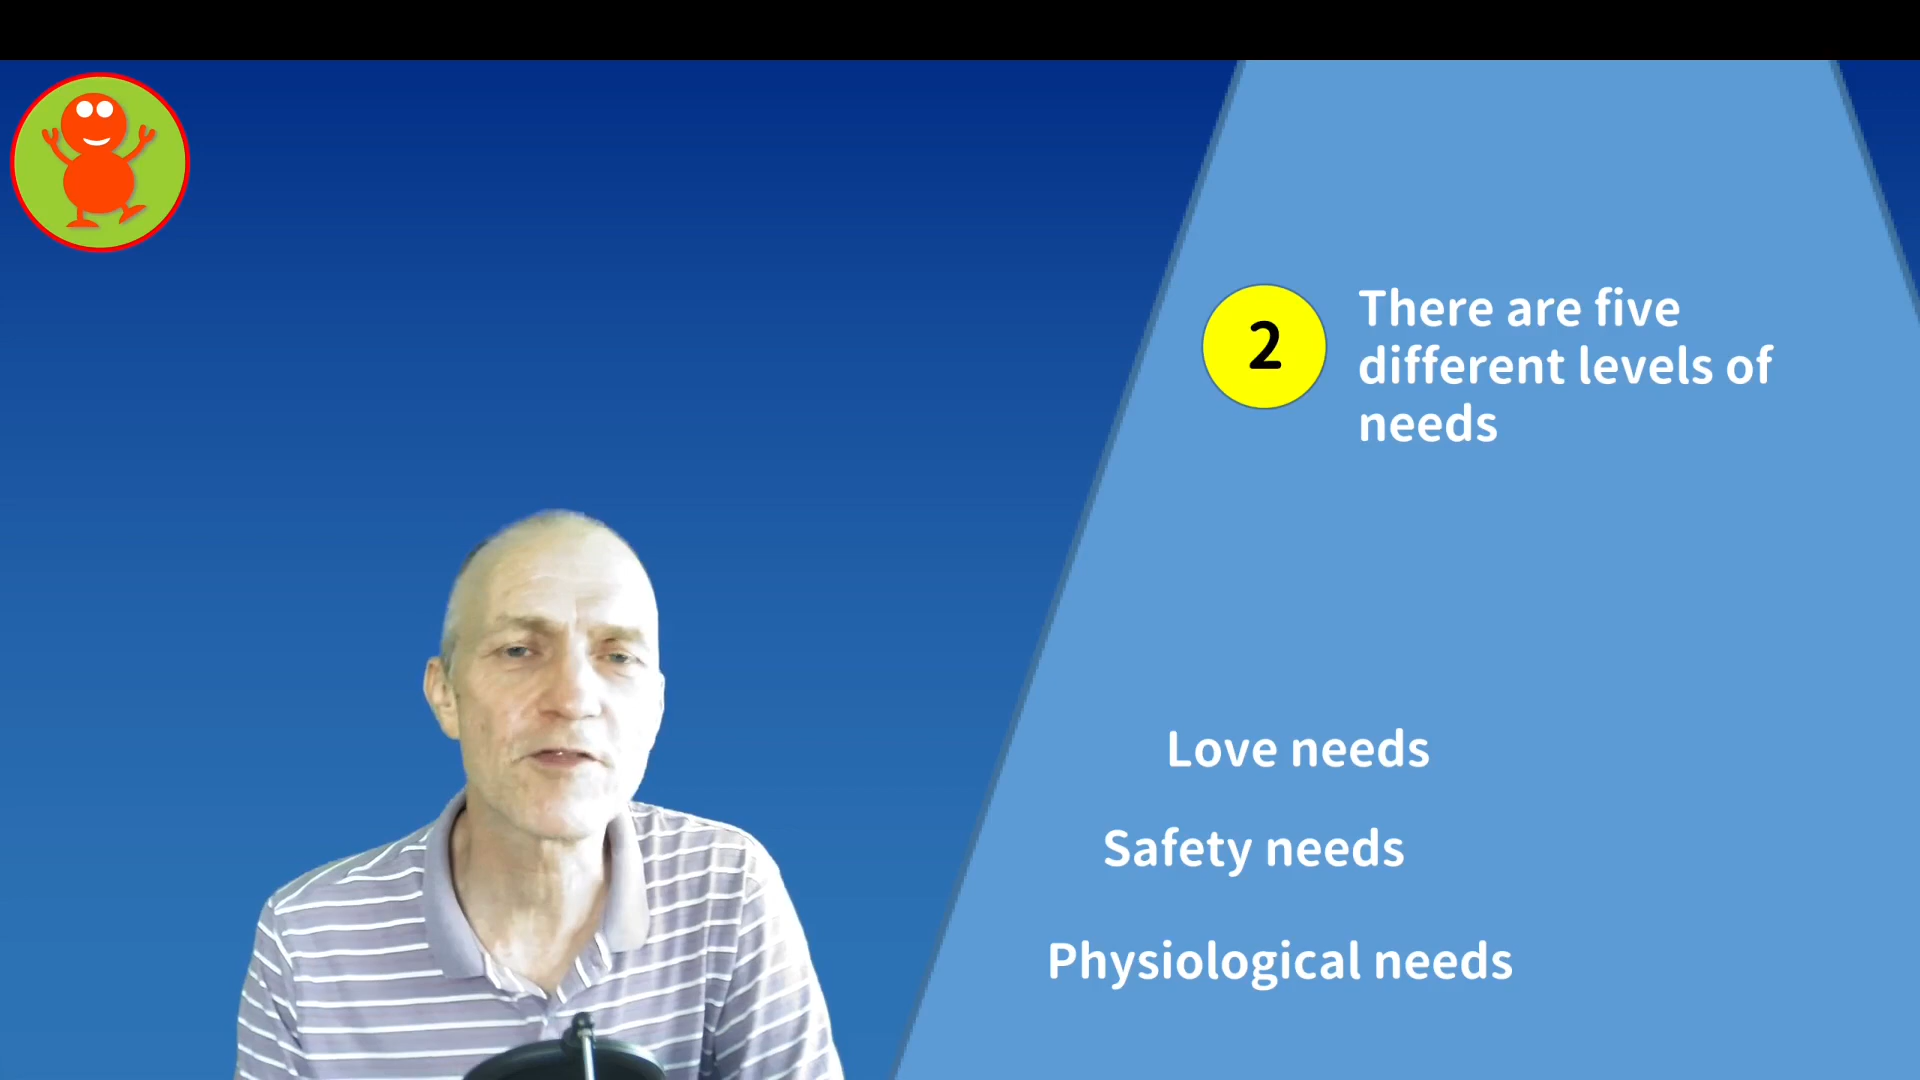 2
There are five
different levels of
needs
Love needs
Safety needs
Physiological needs